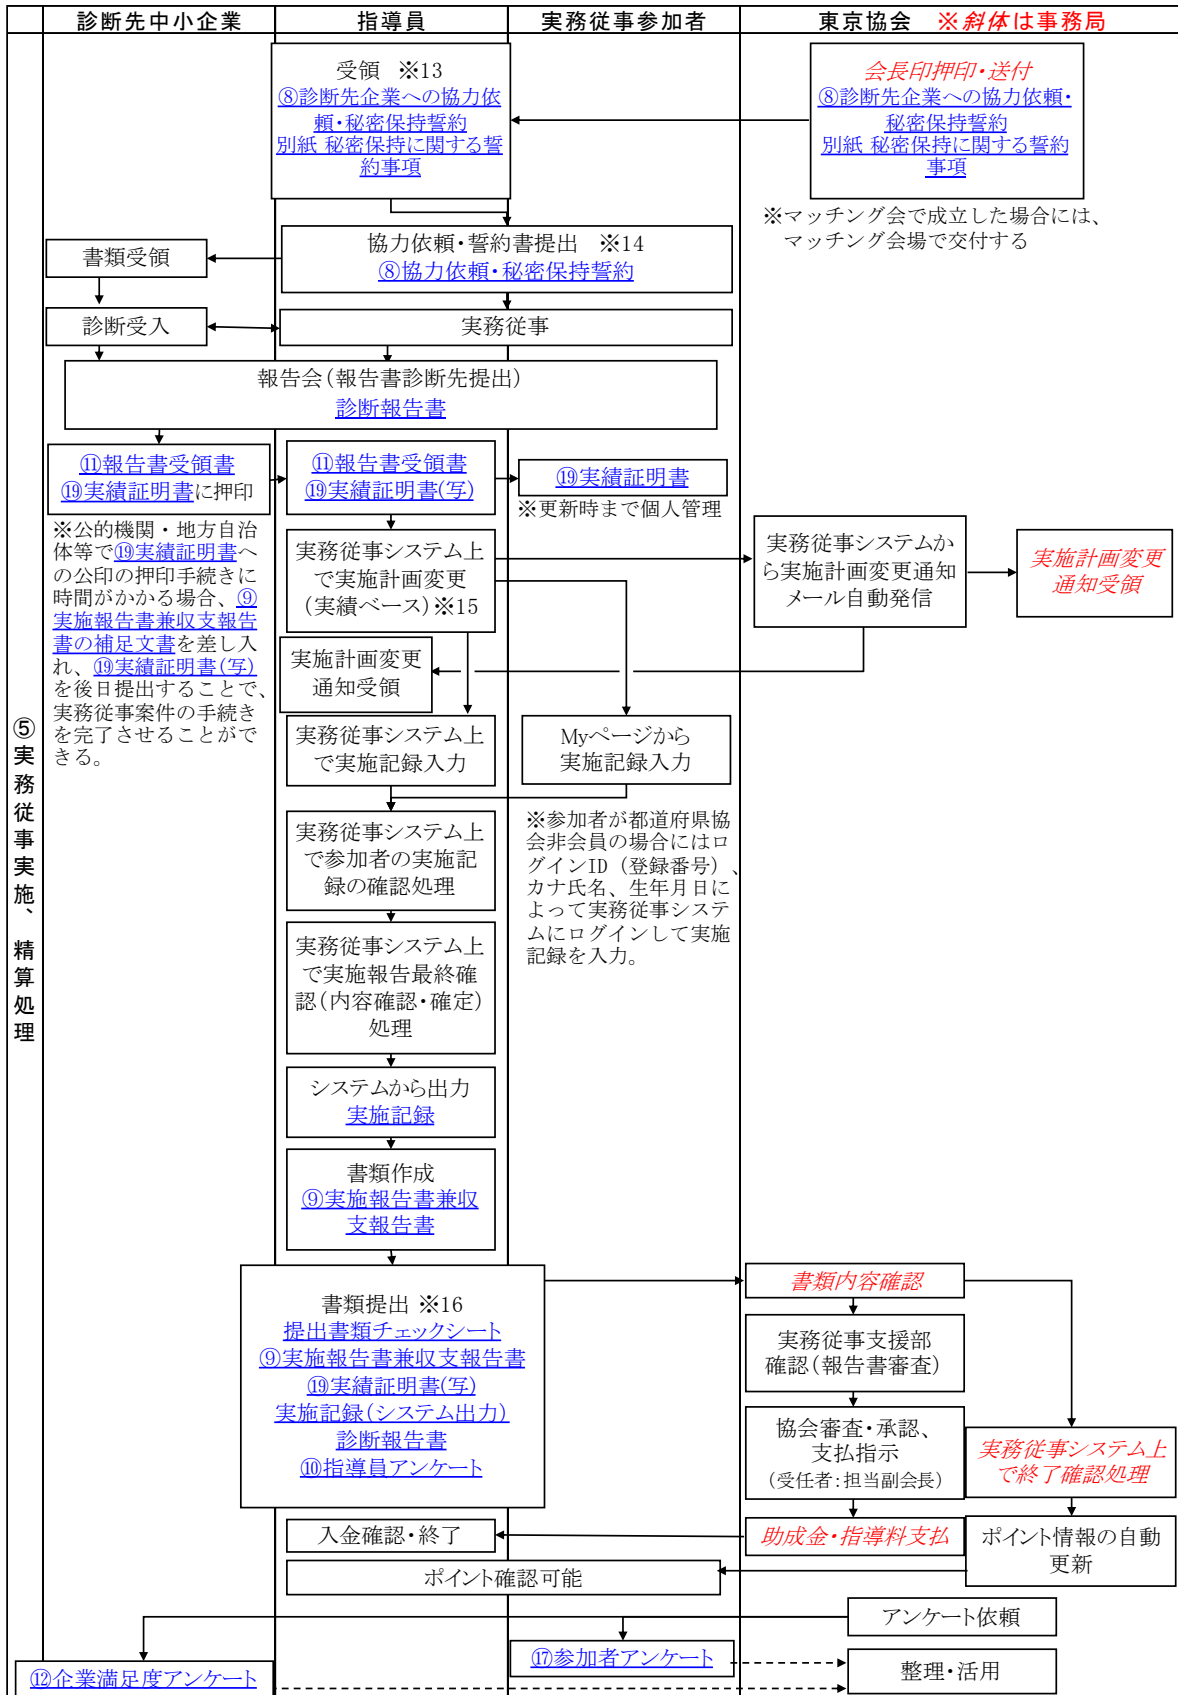 診断先中小企業
指導員
実務従事参加者
東京協会　※斜体は事務局
受領　※13
⑧診断先企業への協力依
頼・秘密保持誓約
別紙 秘密保持に関する誓
約事項
会長印押印・送付
⑧診断先企業への協力依頼・
秘密保持誓約
別紙 秘密保持に関する誓約
事項
※マッチング会で成立した場合には、
マッチング会場で交付する
協力依頼・誓約書提出　※14
⑧協力依頼・秘密保持誓約
書類受領
診断受入
実務従事
報告会（報告書診断先提出）
診断報告書
⑪報告書受領書
⑲実績証明書に押印
⑪報告書受領書
⑲実績証明書(写)
⑲実績証明書
※更新時まで個人管理
※公的機関・地方自治
体等で⑲実績証明書へ
の公印の押印手続きに
時間がかかる場合、⑨
実施報告書兼収支報告
書の補足文書を差し入
れ、⑲実績証明書(写)
を後日提出することで、
実務従事案件の手続き
を完了させることがで
きる。
実務従事システム上
で実施計画変更
（実績ベース）※15
実務従事システムか
ら実施計画変更通知
メール自動発信
実施計画変更
通知受領
実施計画変更
通知受領
⑤実務従事実施、精算処理
実務従事システム上
で実施記録入力
Myページから
実施記録入力
実務従事システム上
で参加者の実施記
録の確認処理
※参加者が都道府県協
会非会員の場合にはロ
グインID（登録番号）、
カナ氏名、生年月日に
よって実務従事システ
ムにログインして実施
記録を入力。
実務従事システム上
で実施報告最終確
認（内容確認・確定）
処理
システムから出力
実施記録
書類作成
⑨実施報告書兼収
支報告書
書類提出 ※16
提出書類チェックシート
⑨実施報告書兼収支報告書
⑲実績証明書(写)
実施記録（システム出力）
診断報告書
⑩指導員アンケート
書類内容確認
実務従事支援部
確認（報告書審査）
協会審査・承認、
支払指示
（受任者：担当副会長）
実務従事システム上
で終了確認処理
入金確認・終了
助成金・指導料支払
ポイント情報の自動
更新
ポイント確認可能
アンケート依頼
⑫企業満足度アンケート
⑰参加者アンケート
整理・活用